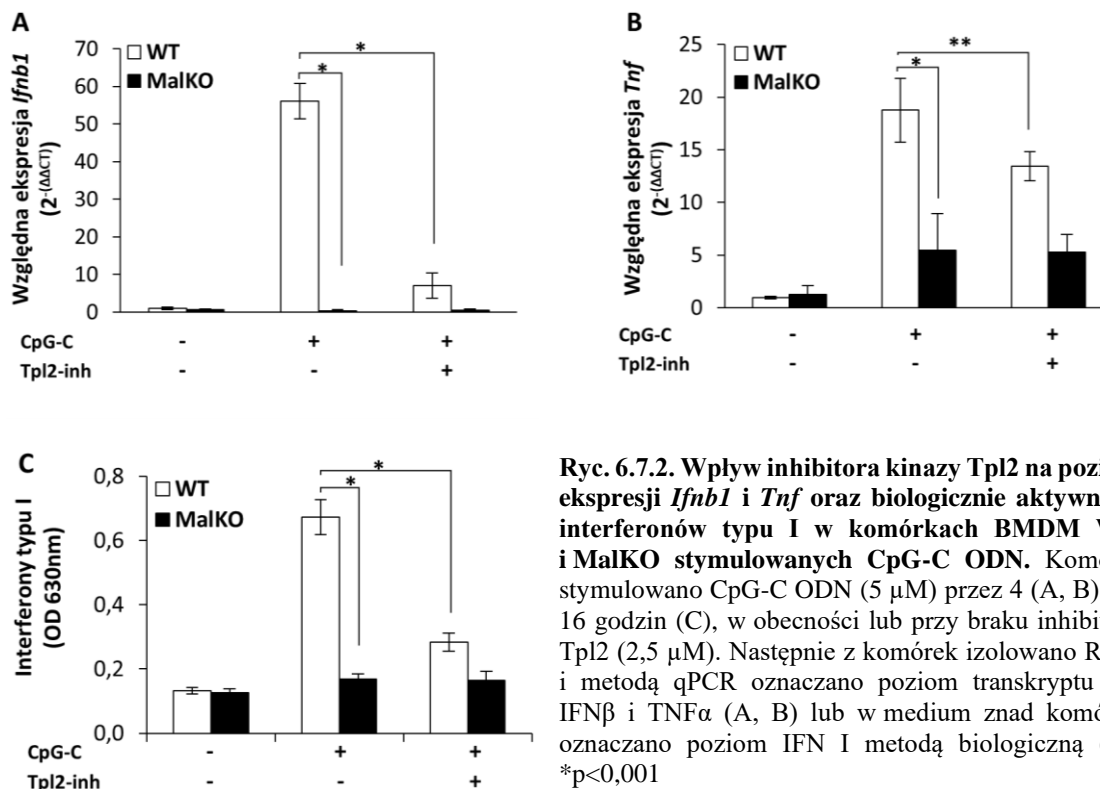 A
WT
MalKO
Względna ekspresja Ifnb1
(2-(ΔΔCT))
70
60
50
40
30
20
10
0
*
*
CpG-C - + +
Tpl2-inh - - +
B
WT
MalKO
Względna ekspresja Tnf
(2-(ΔΔCT))
25
20
15
10
5
0
**
*
CpG-C - + +
Tpl2-inh - - +
C
WT
MalKO
Interferony typu I
(OD 630nm)
0,8
0,6
0,4
0,2
0,0
*
*
CpG-C - + +
Tpl2-inh - - +
Ryc. 6.7.2. Wpływ inhibitora kinazy Tpl2 na
ekspresji Ifnb1 i Tnf oraz biologicznie
interferonów typu I w komórkach BMDM
i MalKO stymulowanych CpG-C ODN.
stymulowano CpG-C ODN (5 µM) przez 4 (A, B)
16 godzin (C), w obecności lub przy braku
Tpl2 (2,5 µM). Następnie z komórek izolowano
i metodą qPCR oznaczano poziom transkryptu
IFNβ i TNFα (A, B) lub w medium znad
oznaczano poziom IFN I metodą biologiczną
*p<0,001